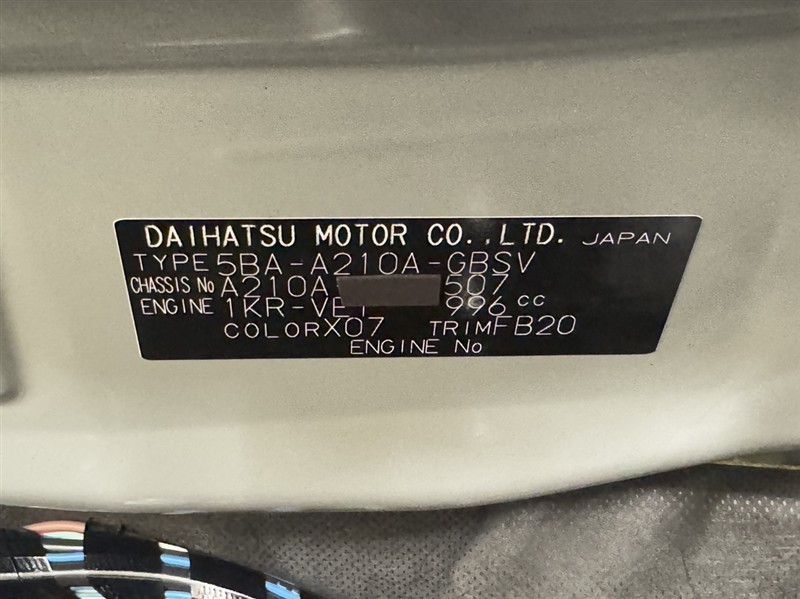 DAIHATSU MOTOR CO.,LTD. JAPAN
TYPE 5BA-A210A-GBSV
CHASSIS No A210A 507
ENGINE 1KR-VE 996 cc
COLOR X07 TRIM FB20
ENGINE No